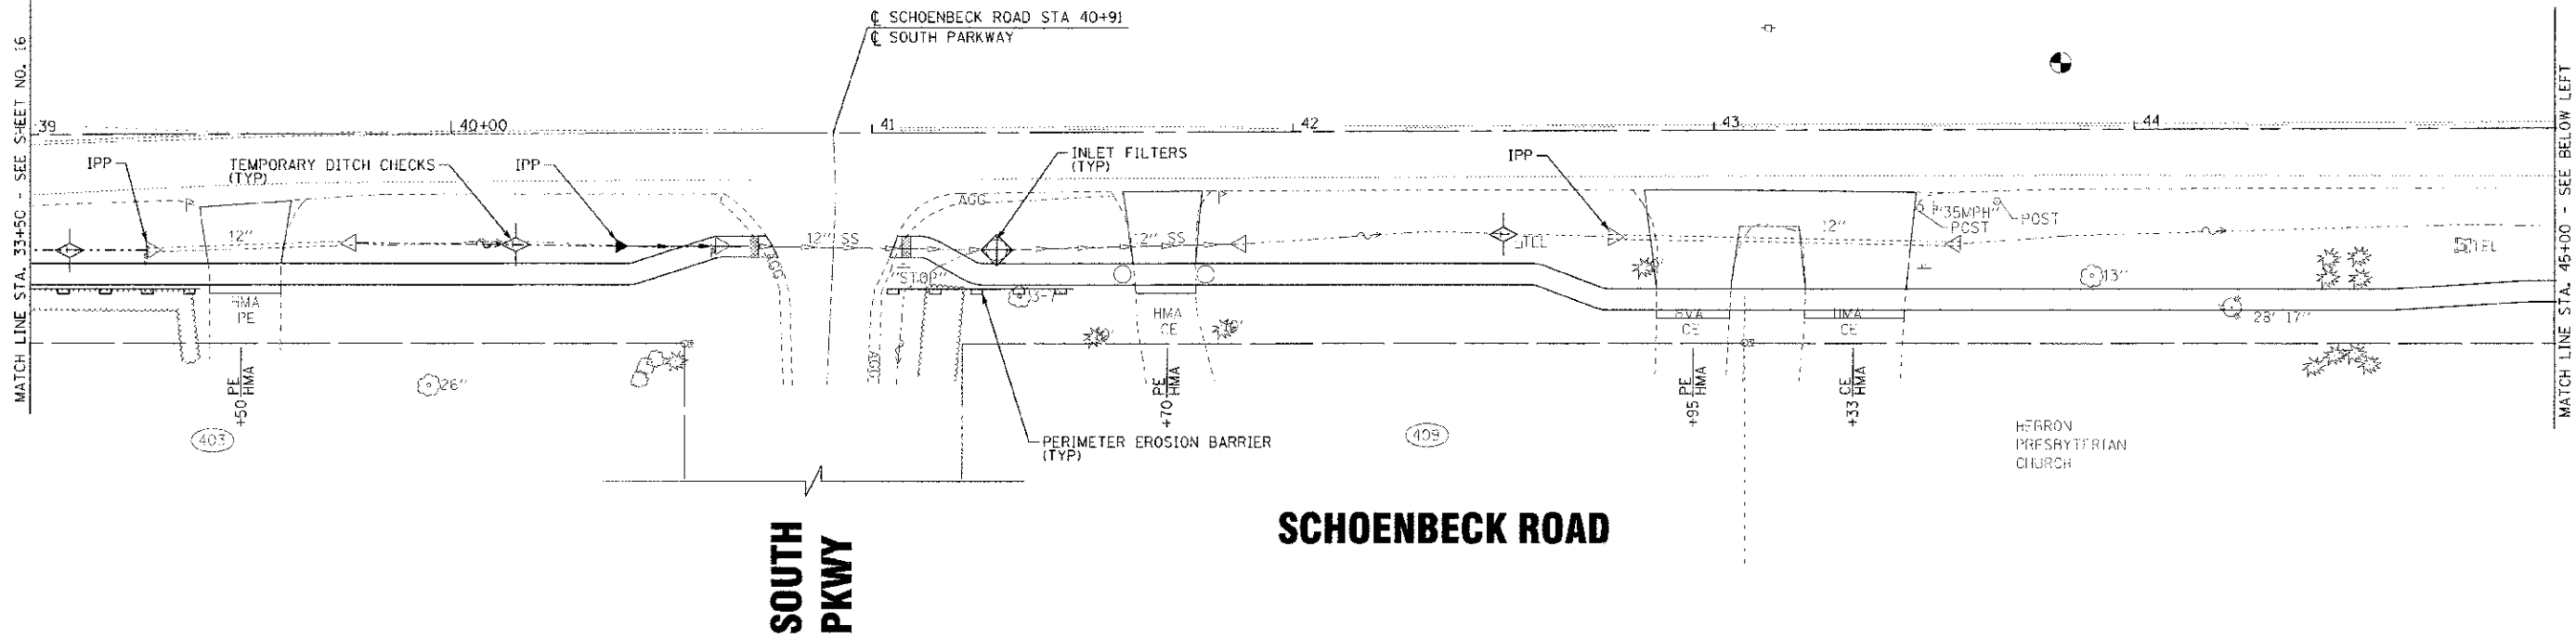 ℄ SCHOENBECK ROAD STA 40+91
℄ SOUTH PARKWAY
MATCH LINE STA. 33+50 - SEE SHEET NO. 16
MATCH LINE STA. 45+00 - SEE BELOW LEFT
39
40+00
41
42
43
44
IPP
TEMPORARY DITCH CHECKS
(TYP)
IPP
INLET FILTERS
(TYP)
IPP
AGG
P
P
"35MPH"
POST
POST
12"
12" SS
12" SS
12"
TEL
TEL
AGG
"STOP"
13"
28" 17"
HMA
PE
HMA
CE
HMA
CE
HMA
CE
AGG
26"
+50 PE
HMA
+70 PE
HMA
+95 PE
HMA
+33 CE
HMA
403
409
PERIMETER EROSION BARRIER
(TYP)
HEBRON
PRESBYTERIAN
CHURCH
SCHOENBECK ROAD
SOUTH
PKWY